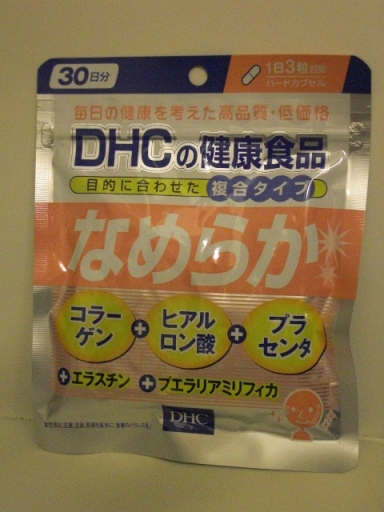 30日分
1日3粒目安
ハードカプセル
毎日の健康を考えた高品質・低価格
DHCの健康食品
目的に合わせた 複合タイプ
なめらか
コラーゲン + ヒアルロン酸 + プラセンタ
+エラスチン +プエラリアミリフィカ
DHC